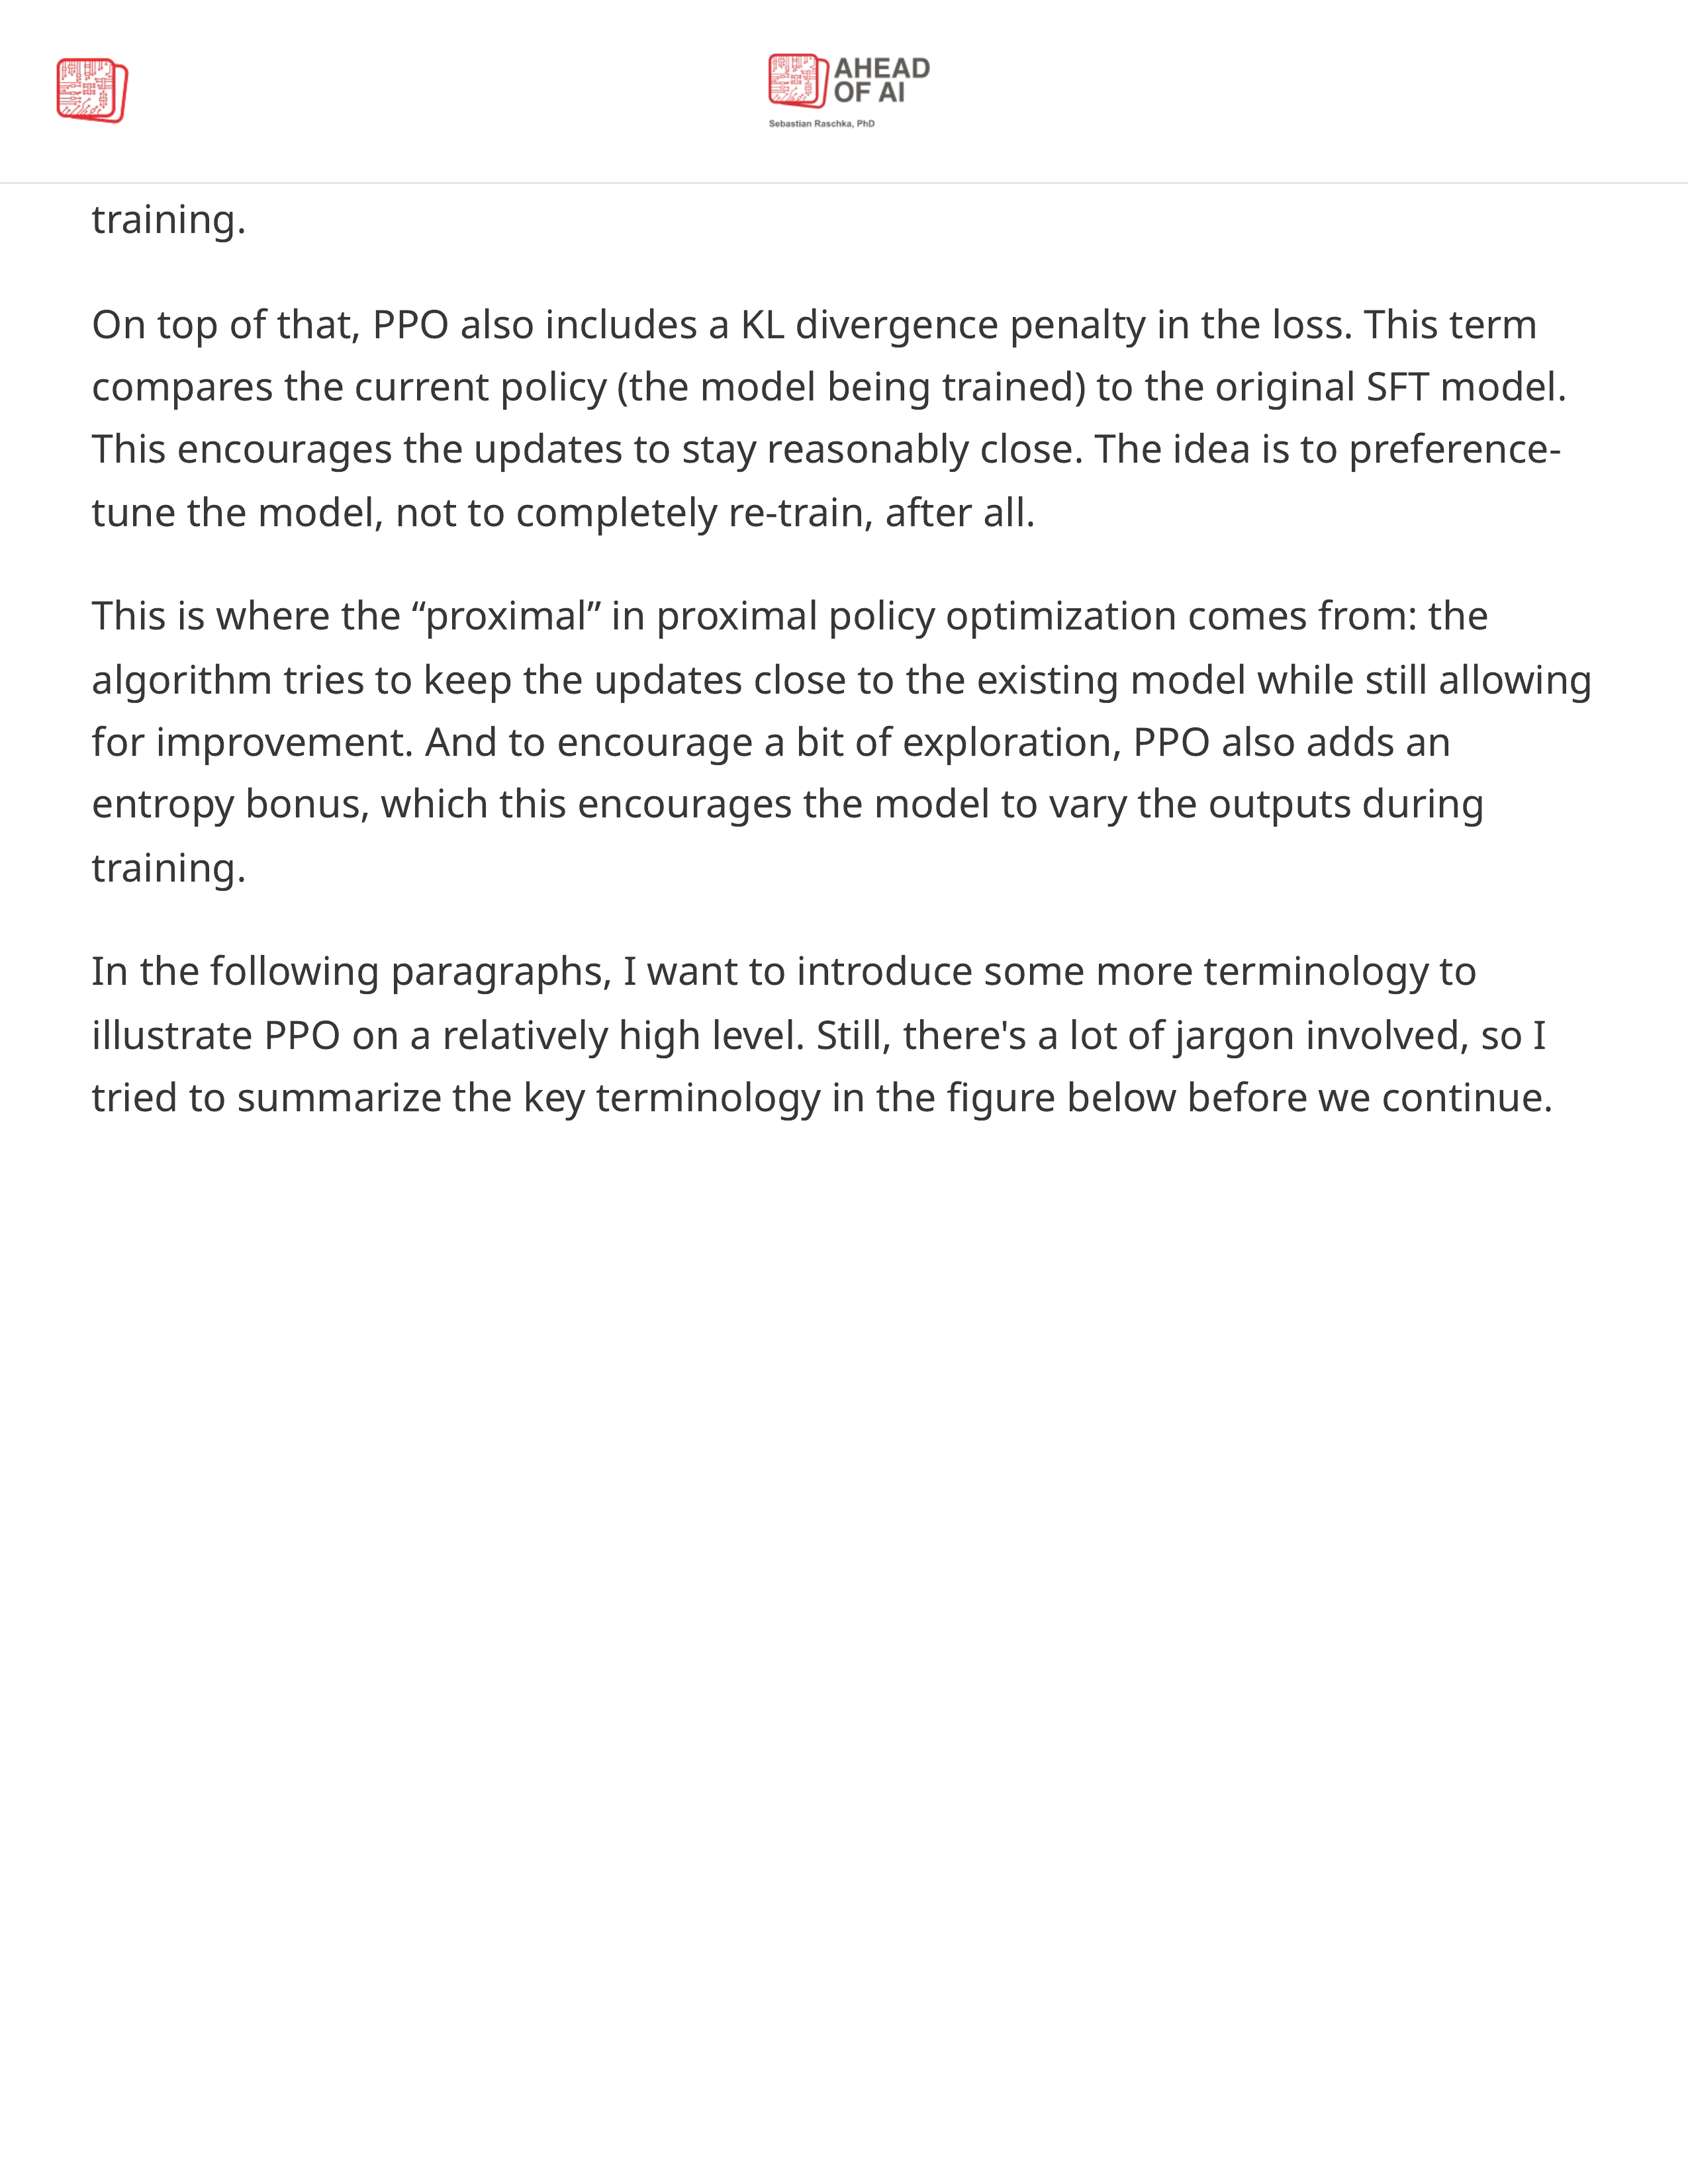 AHEAD
OF AI
Sebastian Raschka, PhD
training.
On top of that, PPO also includes a KL divergence penalty in the loss. This term
compares the current policy (the model being trained) to the original SFT model.
This encourages the updates to stay reasonably close. The idea is to preference-
tune the model, not to completely re-train, after all.
This is where the “proximal” in proximal policy optimization comes from: the
algorithm tries to keep the updates close to the existing model while still allowing
for improvement. And to encourage a bit of exploration, PPO also adds an
entropy bonus, which this encourages the model to vary the outputs during
training.
In the following paragraphs, I want to introduce some more terminology to
illustrate PPO on a relatively high level. Still, there's a lot of jargon involved, so I
tried to summarize the key terminology in the figure below before we continue.